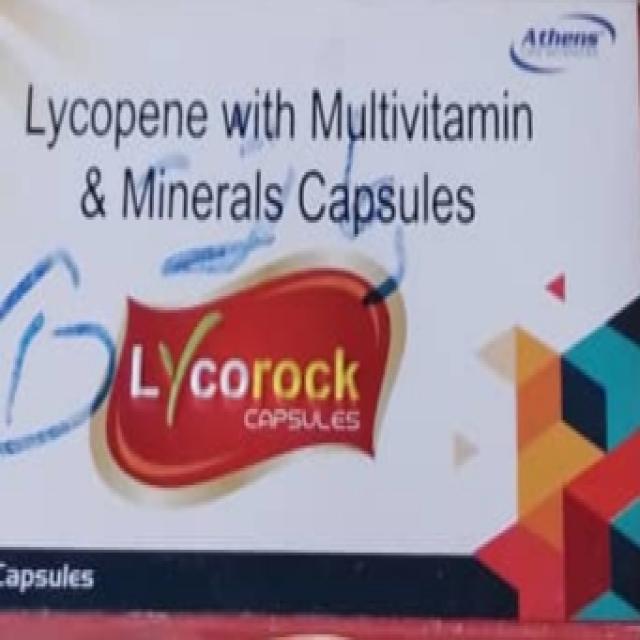 Athens
Lycopene with Multivitamin
& Minerals Capsules
Lycorock
CAPSULES
Capsules